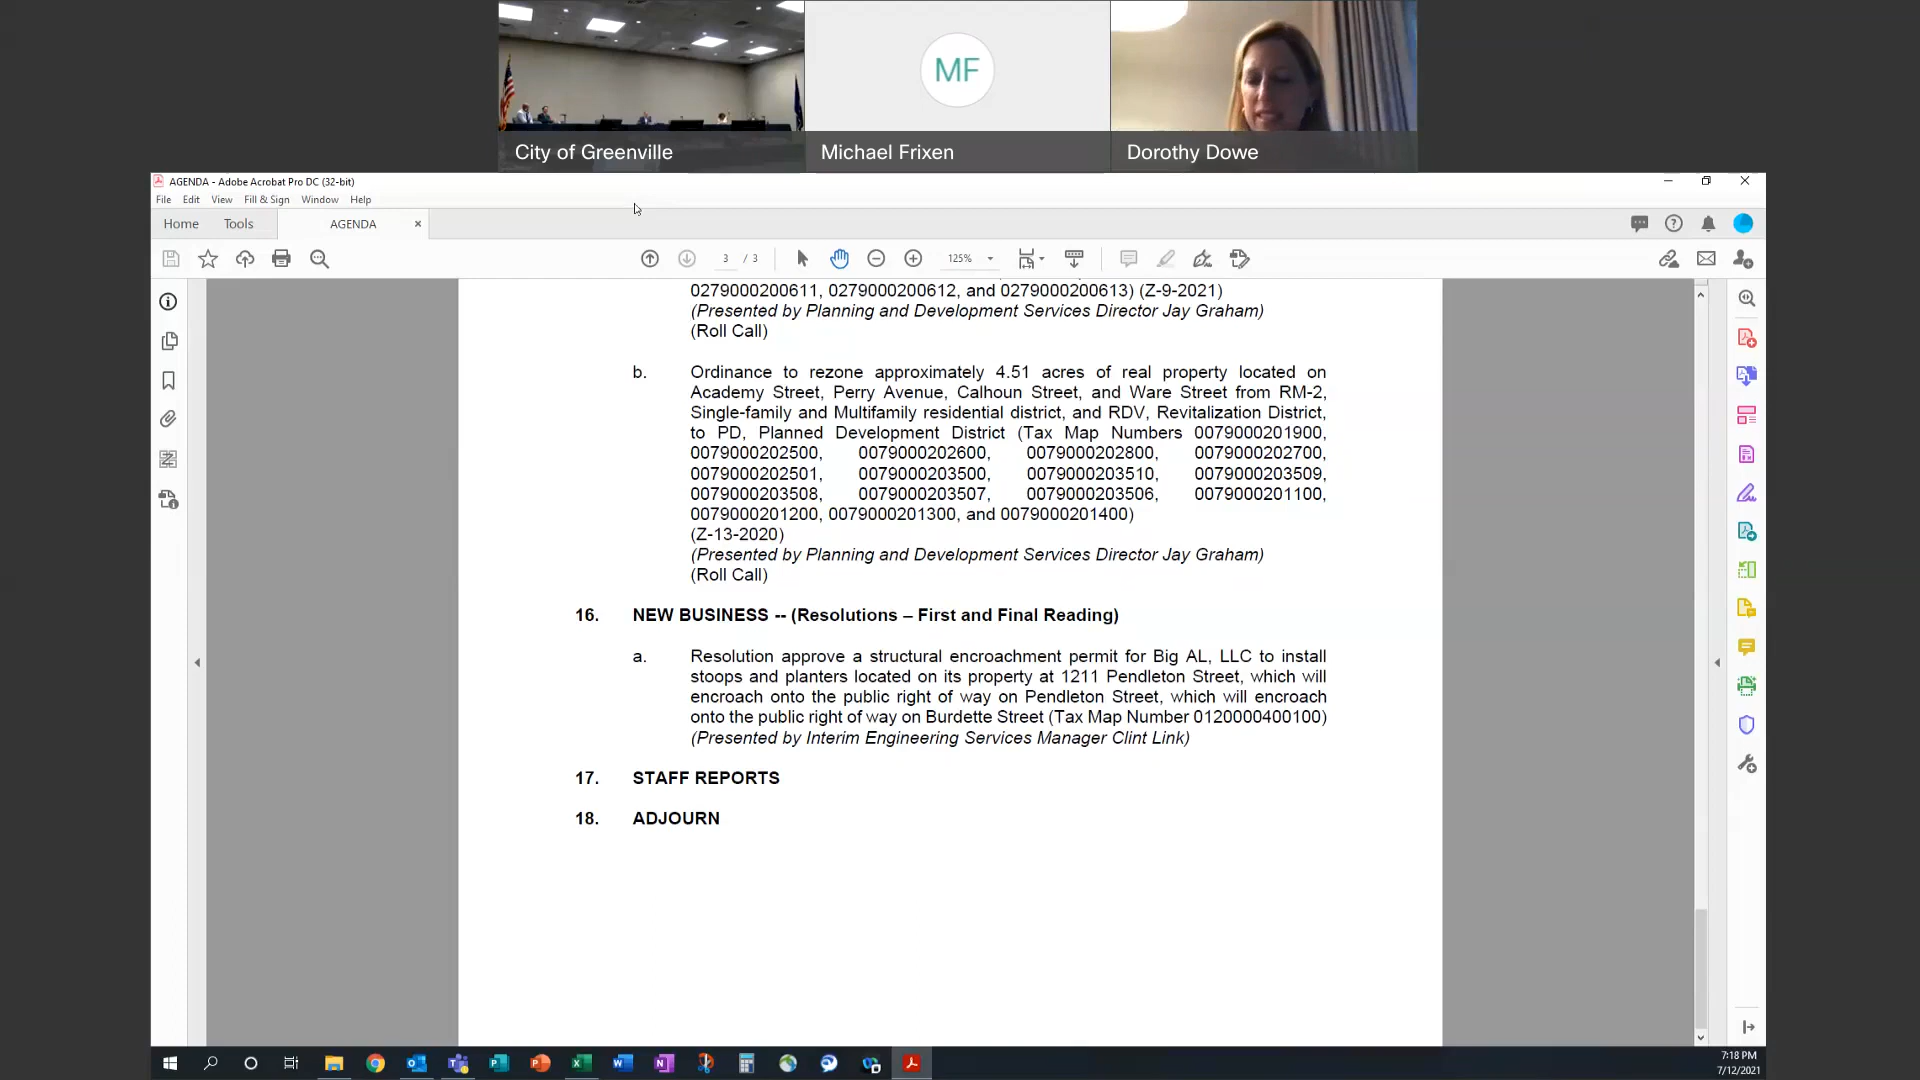 MF
City of Greenville
Michael Frixen
Dorothy Dowe
AGENDA - Adobe Acrobat Pro DC (32-bit)
File Edit View Fill & Sign Window Help
Home Tools AGENDA
3 / 3 125%
0279000200611, 0279000200612, and 0279000200613) (Z-9-2021)
(Presented by Planning and Development Services Director Jay Graham)
(Roll Call)
b. Ordinance to rezone approximately 4.51 acres of real property located on
Academy Street, Perry Avenue, Calhoun Street, and Ware Street from RM-2,
Single-family and Multifamily residential district, and RDV, Revitalization District,
to PD, Planned Development District (Tax Map Numbers 0079000201900,
0079000202500, 0079000202600, 0079000202800, 0079000202700,
0079000202501, 0079000203500, 0079000203510, 0079000203509,
0079000203508, 0079000203507, 0079000203506, 0079000201100,
0079000201200, 0079000201300, and 0079000201400)
(Z-13-2020)
(Presented by Planning and Development Services Director Jay Graham)
(Roll Call)
16. NEW BUSINESS -- (Resolutions – First and Final Reading)
a. Resolution approve a structural encroachment permit for Big AL, LLC to install
stoops and planters located on its property at 1211 Pendleton Street, which will
encroach onto the public right of way on Pendleton Street, which will encroach
onto the public right of way on Burdette Street (Tax Map Number 0120000400100)
(Presented by Interim Engineering Services Manager Clint Link)
17. STAFF REPORTS
18. ADJOURN
7:18 PM
7/12/2021